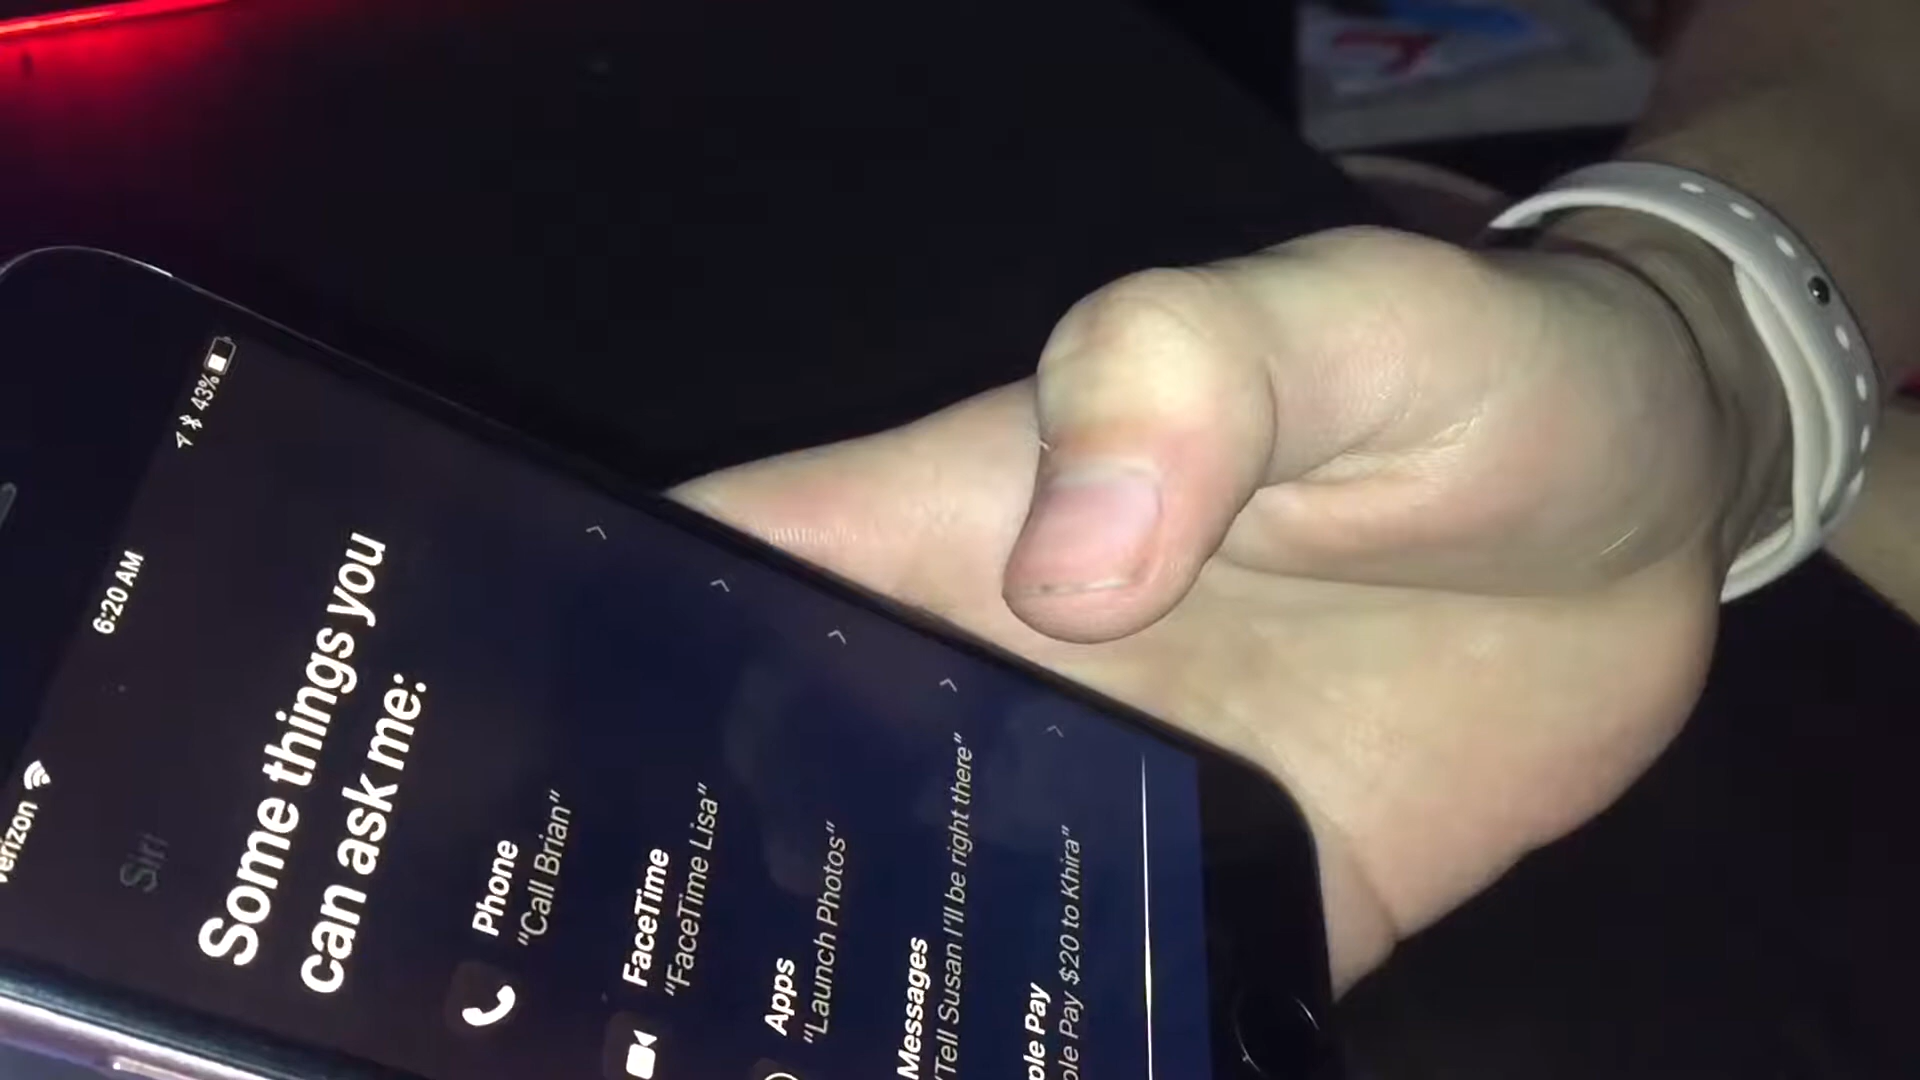 verizon 6:20 AM 43%
Siri
Some things you
can ask me:
Phone
"Call Brian"
FaceTime
"FaceTime Lisa"
Apps
"Launch Photos"
Messages
"Tell Susan I'll be right there"
ple Pay
ple Pay $20 to Khira"